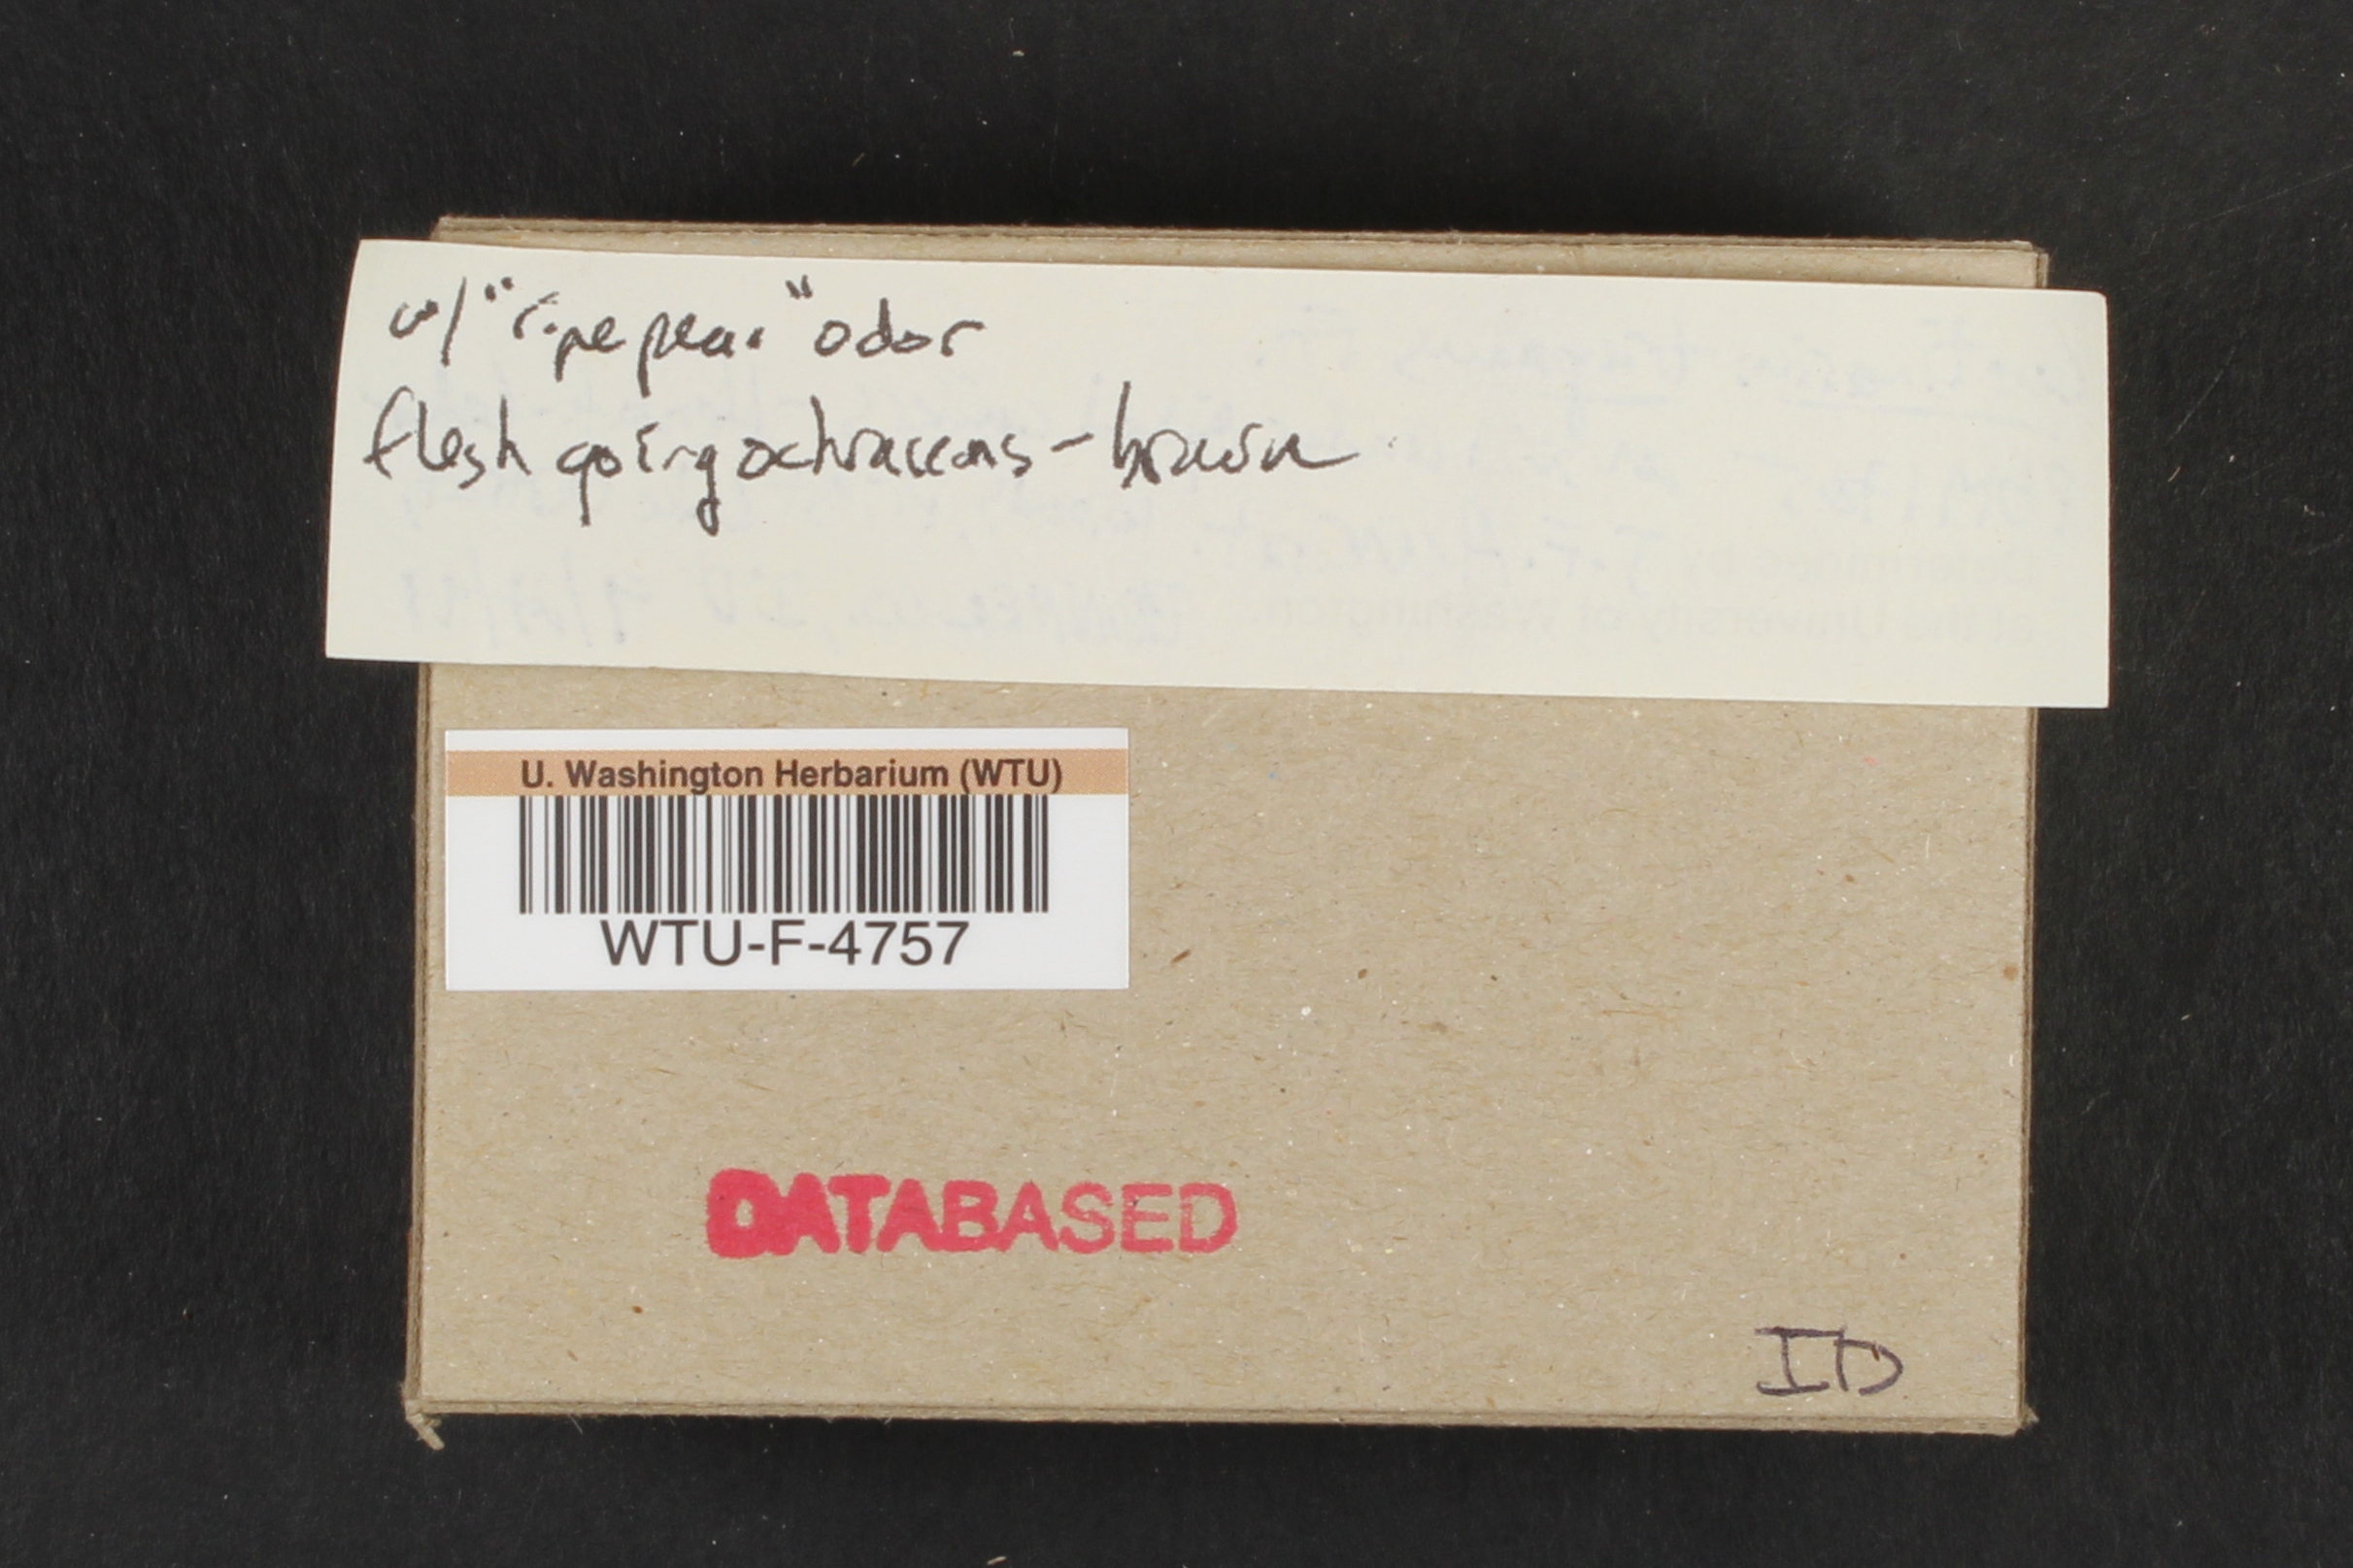 w/ "ripe pear" odor
flesh going ochraceous-brown
U. Washington Herbarium (WTU)
WTU-F-4757
DATABASED
ID